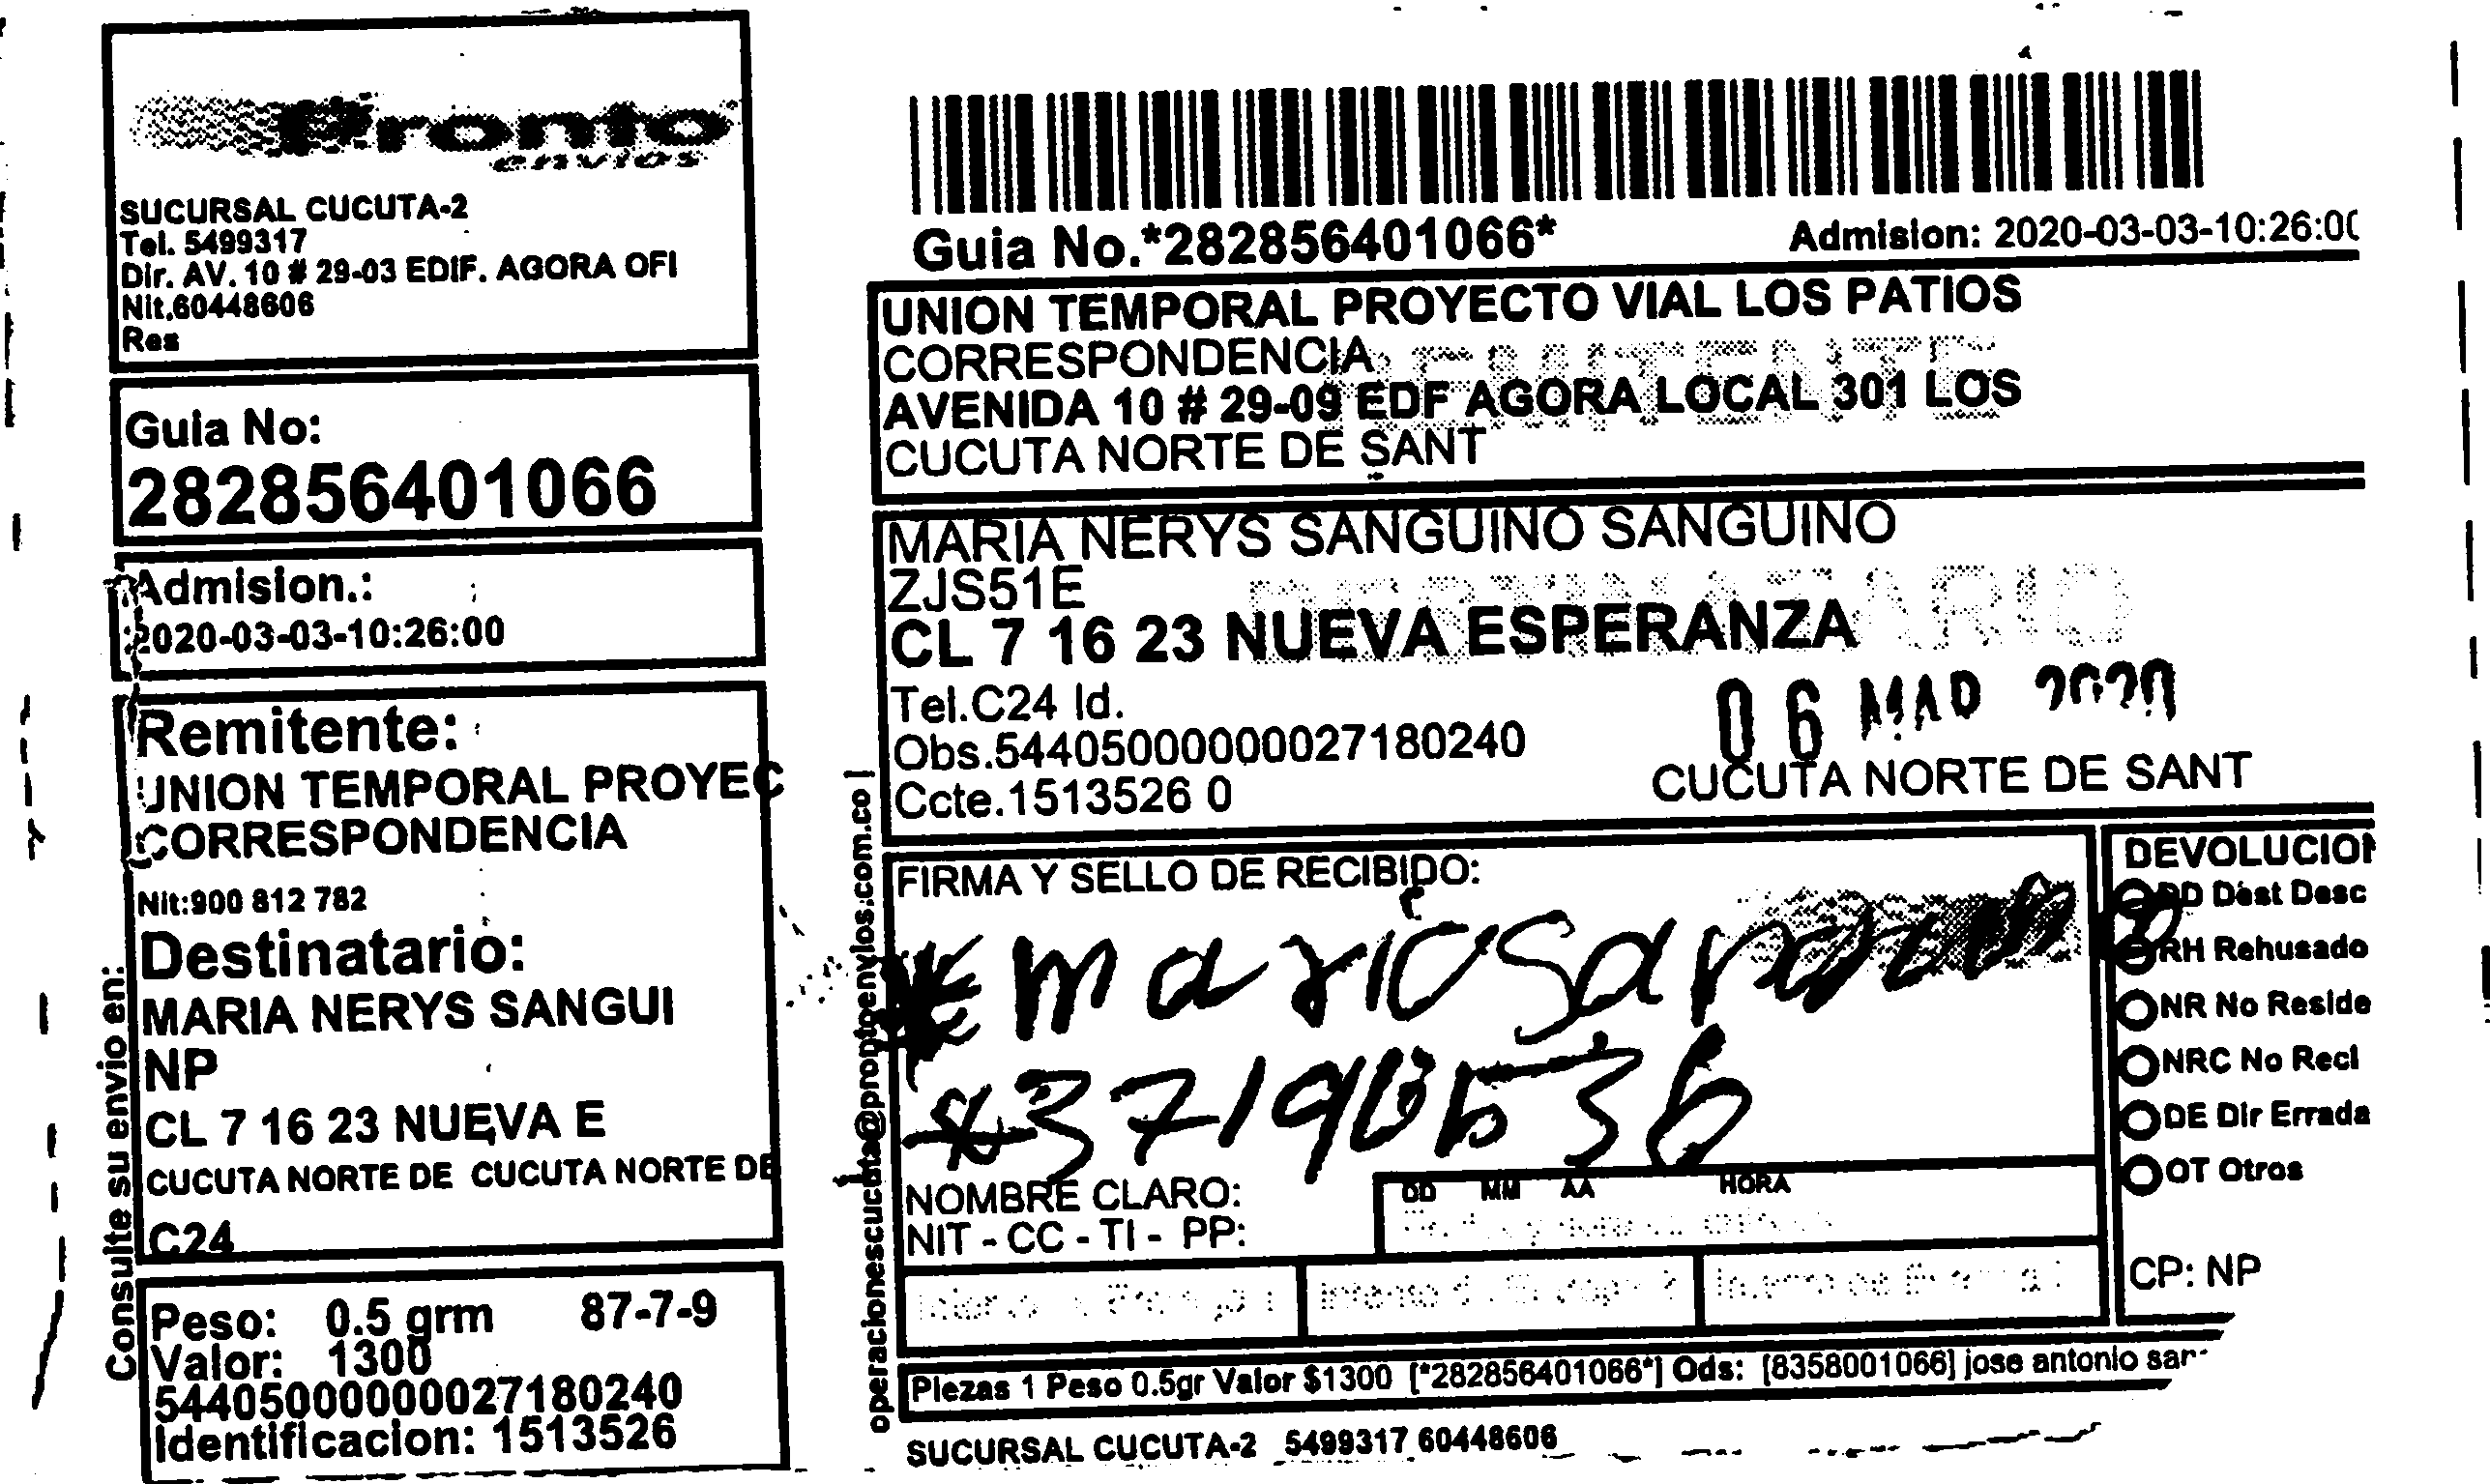 Pronto
envios
SUCURSAL CUCUTA-2
Tel. 5499317
Dir. AV. 10 # 29-03 EDIF. AGORA OFI
Nit.60448606
Res
Guia No:
282856401066
Admision.:
2020-03-03-10:26:00
Remitente:
UNION TEMPORAL PROYEC
CORRESPONDENCIA
Nit:900 812 782
Destinatario:
MARIA NERYS SANGUI
NP
CL 7 16 23 NUEVA E
CUCUTA NORTE DE CUCUTA NORTE DE
C24
Peso: 0.5 grm 87-7-9
Valor: 1300
544050000000027180240
Identificacion: 1513526
Consulte su envio en:
operacionescucuta@prontoenvios.com.co |
Guia No.*282856401066*
Admision: 2020-03-03-10:26:00
UNION TEMPORAL PROYECTO VIAL LOS PATIOS
CORRESPONDENCIA
REMITENTE
AVENIDA 10 # 29-09 EDF AGORA LOCAL 301 LOS
CUCUTA NORTE DE SANT
MARIA NERYS SANGUINO SANGUINO
ZJS51E
DESTINATARIO
CL 7 16 23 NUEVA ESPERANZA
Tel.C24 Id.
06 MAR 2020
Obs.544050000000027180240
Ccte.1513526 0
CUCUTA NORTE DE SANT
FIRMA Y SELLO DE RECIBIDO:
NOMBRE CLARO:
NIT - CC - TI - PP:
DD MM AA HORA
DEVOLUCION
DD Dest Desc
RH Rehusado
NR No Reside
NRC No Recl
DE Dir Errada
OT Otros
CP: NP
Piezas 1 Peso 0.5gr Valor $1300 [*282856401066*] Ods: [8358001066] jose antonio
SUCURSAL CUCUTA-2 5499317 60448606